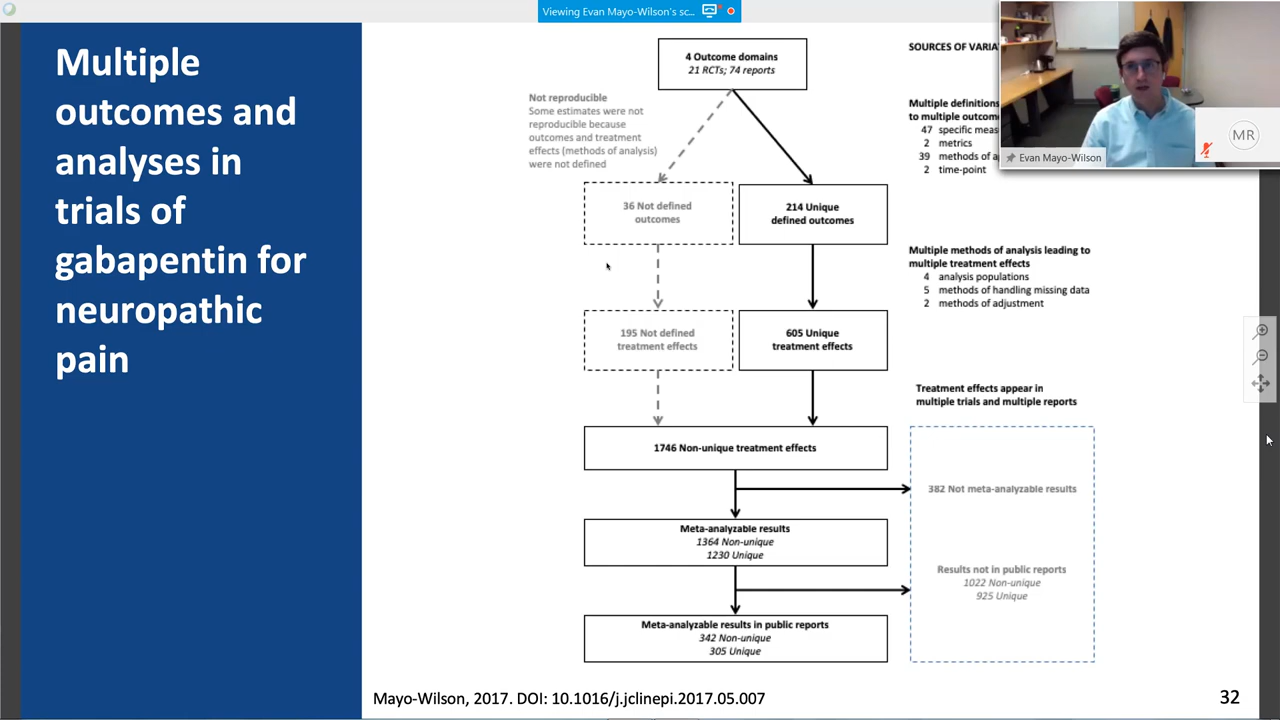 Viewing Evan Mayo-Wilson's sc...
Multiple
outcomes and
analyses in
trials of
gabapentin for
neuropathic
pain
4 Outcome domains
21 RCTs; 74 reports
Not reproducible
Some estimates were not
reproducible because
outcomes and treatment
effects (methods of analysis)
were not defined
36 Not defined
outcomes
214 Unique
defined outcomes
195 Not defined
treatment effects
605 Unique
treatment effects
1746 Non-unique treatment effects
Meta-analyzable results
1364 Non-unique
1230 Unique
Meta-analyzable results in public reports
342 Non-unique
305 Unique
SOURCES OF
Multiple definitions
to multiple
47 specific
2 metrics
39 methods of
2 time-point
Multiple methods of analysis leading to
multiple treatment effects
4 analysis populations
5 methods of handling missing data
2 methods of adjustment
Treatment effects appear in
multiple trials and multiple reports
382 Not meta-analyzable results
Results not in public reports
1022 Non-unique
925 Unique
Evan Mayo-Wilson
MR
Mayo-Wilson, 2017. DOI: 10.1016/j.jclinepi.2017.05.007
32